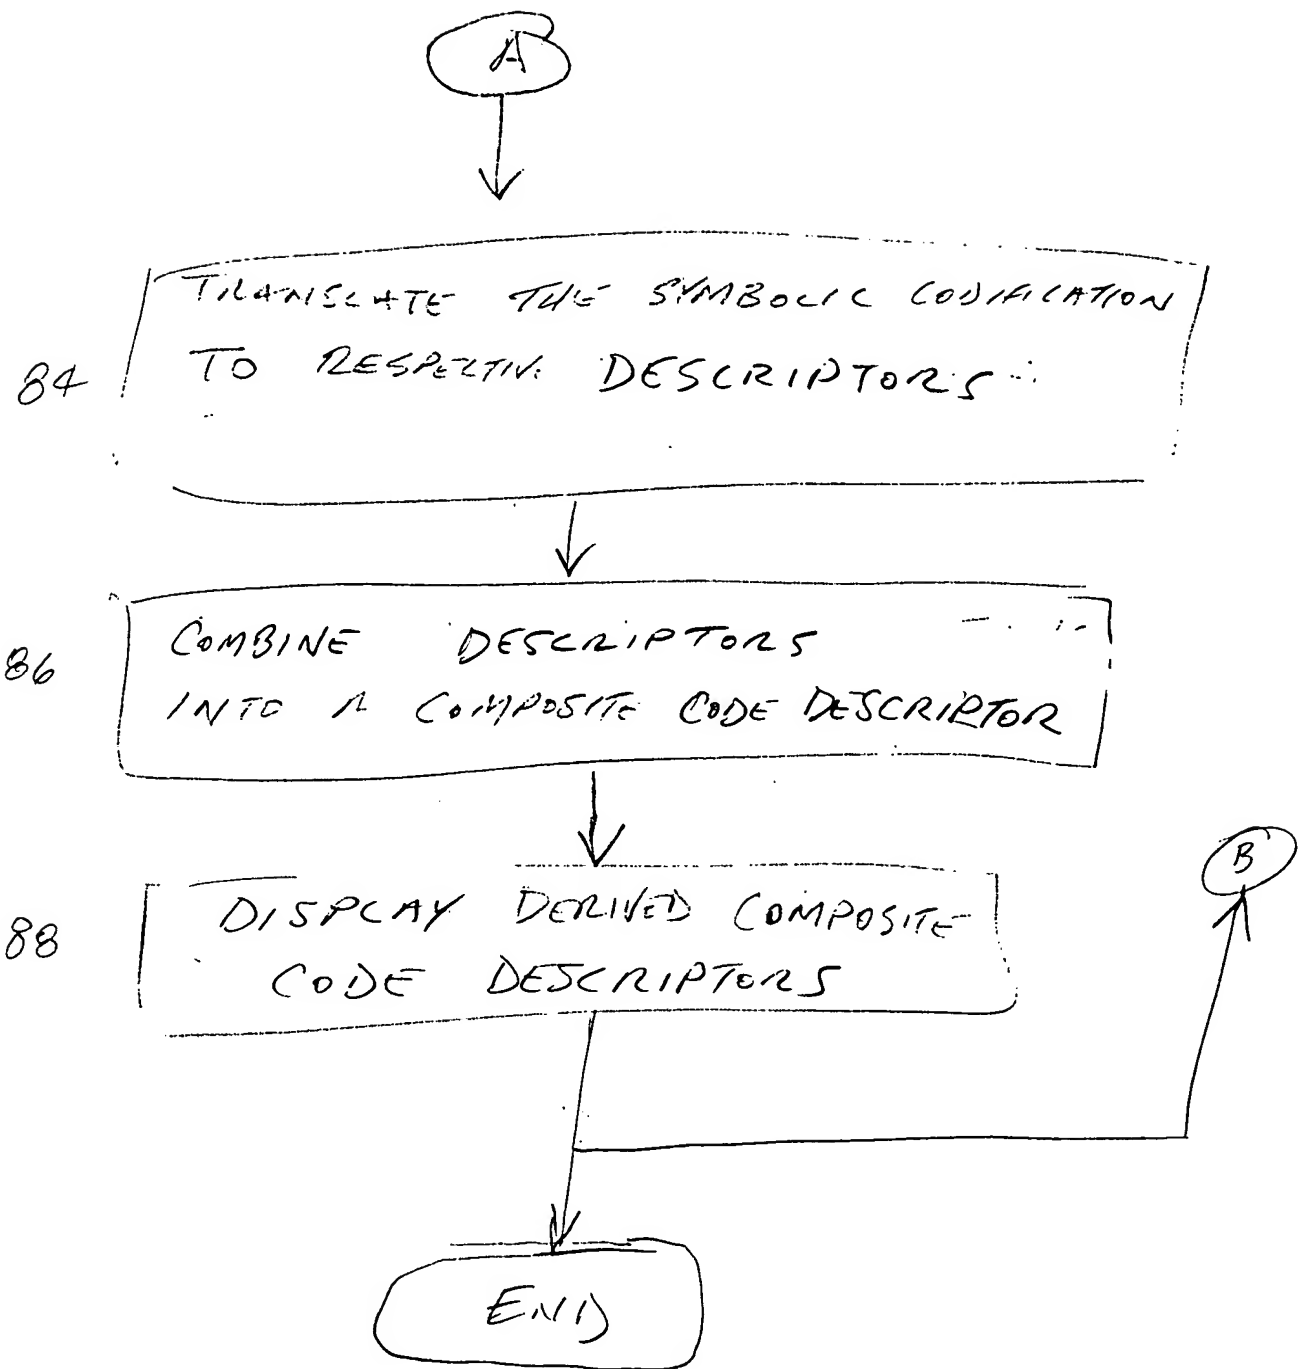 A
84
TRANSLATE THE SYMBOLIC CODIFICATION
TO RESPECTIVE DESCRIPTORS
86
COMBINE DESCRIPTORS
INTO A COMPOSITE CODE DESCRIPTOR
88
DISPLAY DERIVED COMPOSITE
CODE DESCRIPTORS
B
END